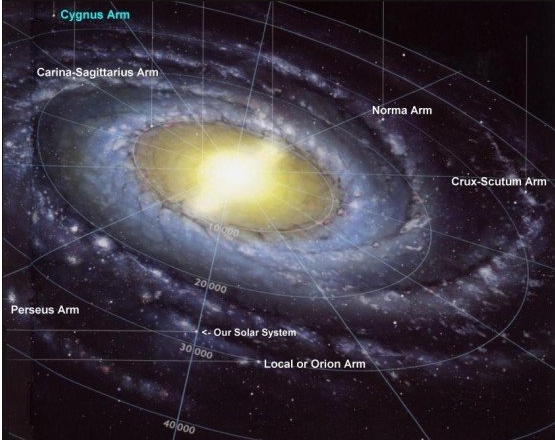 Cygnus Arm
Carina-Sagittarius Arm
Norma Arm
Crux-Scutum Arm
10 000
20 000
Perseus Arm
<- Our Solar System
30 000
Local or Orion Arm
40 000